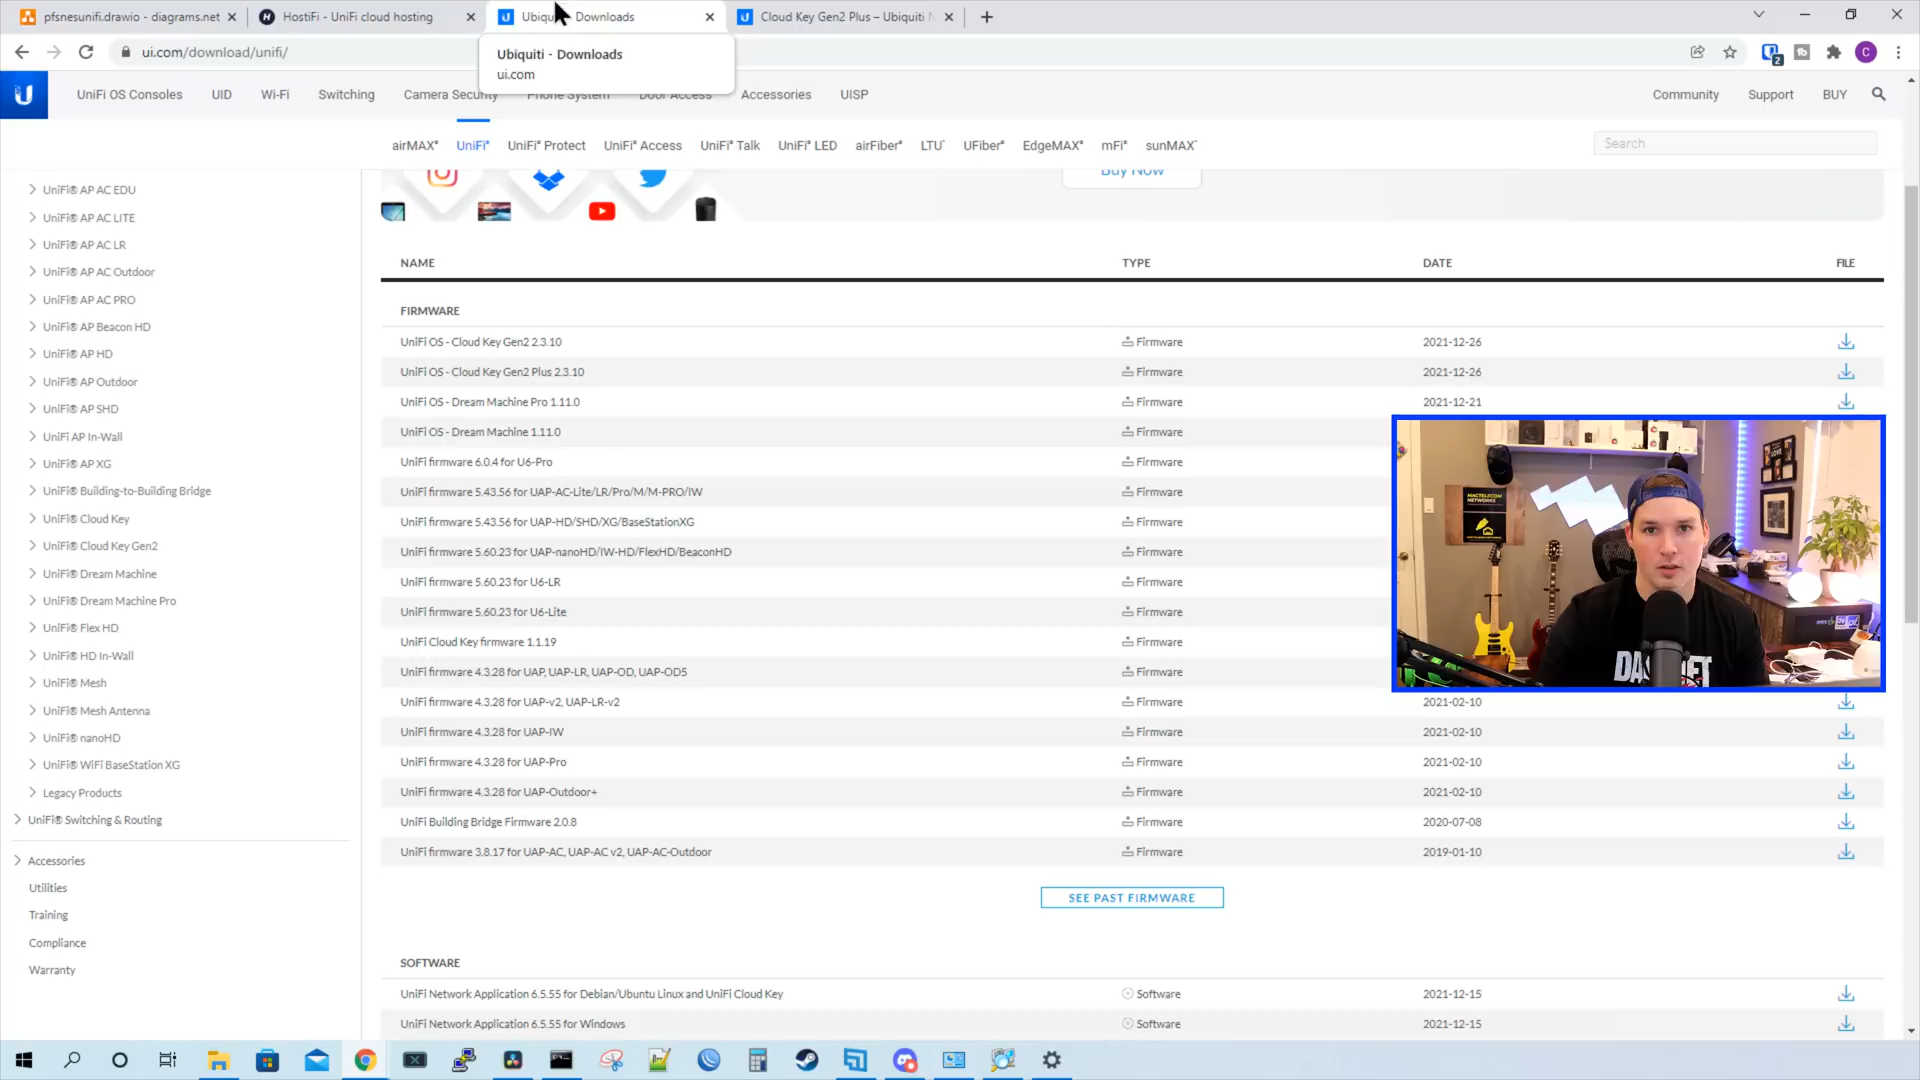 pfsnesunifi.drawio - diagrams.net
HostiFi - UniFi cloud hosting
Ubiqu
Downloads
Cloud Key Gen2 Plus – Ubiquiti
ui.com/download/unifi/
2
C
Ubiquiti - Downloads
ui.com
UniFi OS Consoles
UID
Wi-Fi
Switching
Camera Security
Phone System
Door Access
Accessories
UISP
Community
Support
BUY
airMAX®
UniFi®
UniFi® Protect
UniFi® Access
UniFi® Talk
UniFi® LED
airFiber®
LTU™
UFiber®
EdgeMAX®
mFi®
sunMAX™
Search
Buy Now
UniFi® AP AC EDU
UniFi® AP AC LITE
UniFi® AP AC LR
UniFi® AP AC Outdoor
UniFi® AP AC PRO
UniFi® AP Beacon HD
UniFi® AP HD
UniFi® AP Outdoor
UniFi® AP SHD
UniFi AP In-Wall
UniFi® AP XG
UniFi® Building-to-Building Bridge
UniFi® Cloud Key
UniFi® Cloud Key Gen2
UniFi® Dream Machine
UniFi® Dream Machine Pro
UniFi® Flex HD
UniFi® HD In-Wall
UniFi® Mesh
UniFi® Mesh Antenna
UniFi® nanoHD
UniFi® WiFi BaseStation XG
Legacy Products
UniFi® Switching & Routing
Accessories
Utilities
Training
Compliance
Warranty
NAME TYPE DATE FILE
FIRMWARE
UniFi OS - Cloud Key Gen2 2.3.10 Firmware 2021-12-26
UniFi OS - Cloud Key Gen2 Plus 2.3.10 Firmware 2021-12-26
UniFi OS - Dream Machine Pro 1.11.0 Firmware 2021-12-21
UniFi OS - Dream Machine 1.11.0 Firmware
UniFi firmware 6.0.4 for U6-Pro Firmware
UniFi firmware 5.43.56 for UAP-AC-Lite/LR/Pro/M/M-PRO/IW Firmware
UniFi firmware 5.43.56 for UAP-HD/SHD/XG/BaseStationXG Firmware
UniFi firmware 5.60.23 for UAP-nanoHD/IW-HD/FlexHD/BeaconHD Firmware
UniFi firmware 5.60.23 for U6-LR Firmware
UniFi firmware 5.60.23 for U6-Lite Firmware
UniFi Cloud Key firmware 1.1.19 Firmware
UniFi firmware 4.3.28 for UAP, UAP-LR, UAP-OD, UAP-OD5 Firmware
UniFi firmware 4.3.28 for UAP-v2, UAP-LR-v2 Firmware 2021-02-10
UniFi firmware 4.3.28 for UAP-IW Firmware 2021-02-10
UniFi firmware 4.3.28 for UAP-Pro Firmware 2021-02-10
UniFi firmware 4.3.28 for UAP-Outdoor+ Firmware 2021-02-10
UniFi Building Bridge Firmware 2.0.8 Firmware 2020-07-08
UniFi firmware 3.8.17 for UAP-AC, UAP-AC v2, UAP-AC-Outdoor Firmware 2019-01-10
SEE PAST FIRMWARE
SOFTWARE
UniFi Network Application 6.5.55 for Debian/Ubuntu Linux and UniFi Cloud Key Software 2021-12-15
UniFi Network Application 6.5.55 for Windows Software 2021-12-15
MACTELECOM
NETWORKS
LOVE